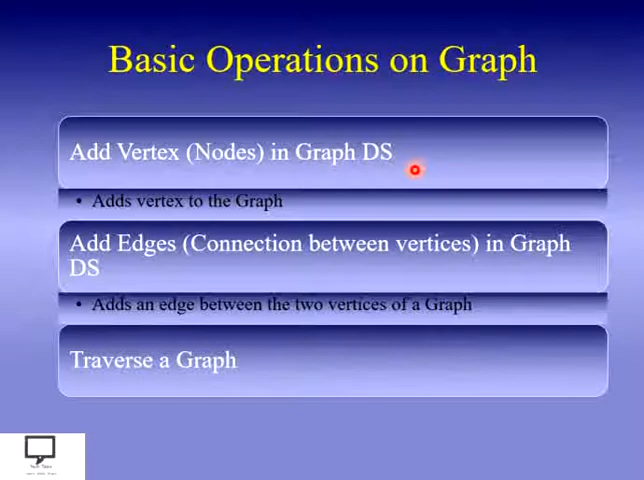 Basic Operations on Graph
Add Vertex (Nodes) in Graph DS
• Adds vertex to the Graph
Add Edges (Connection between vertices) in Graph
DS
• Adds an edge between the two vertices of a Graph
Traverse a Graph